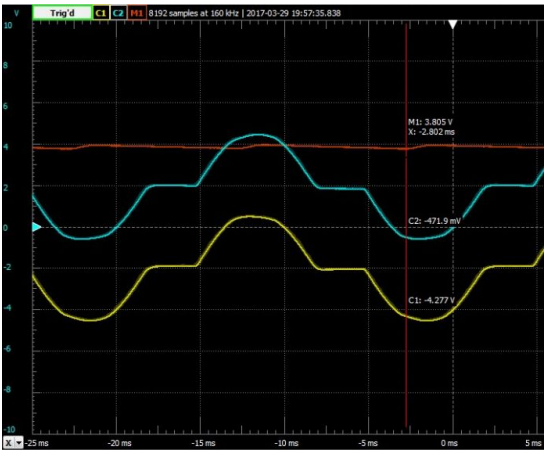 V Trig'd C1 C2 M1 8192 samples at 160 kHz | 2017-03-29 19:57:35.838
10
8
6
M1: 3.805 V
X: -2.802 ms
4
2
C2: -471.9 mV
0
-2
C1: -4.277 V
-4
-6
-8
-10
X -25 ms -20 ms -15 ms -10 ms -5 ms 0 ms 5 ms